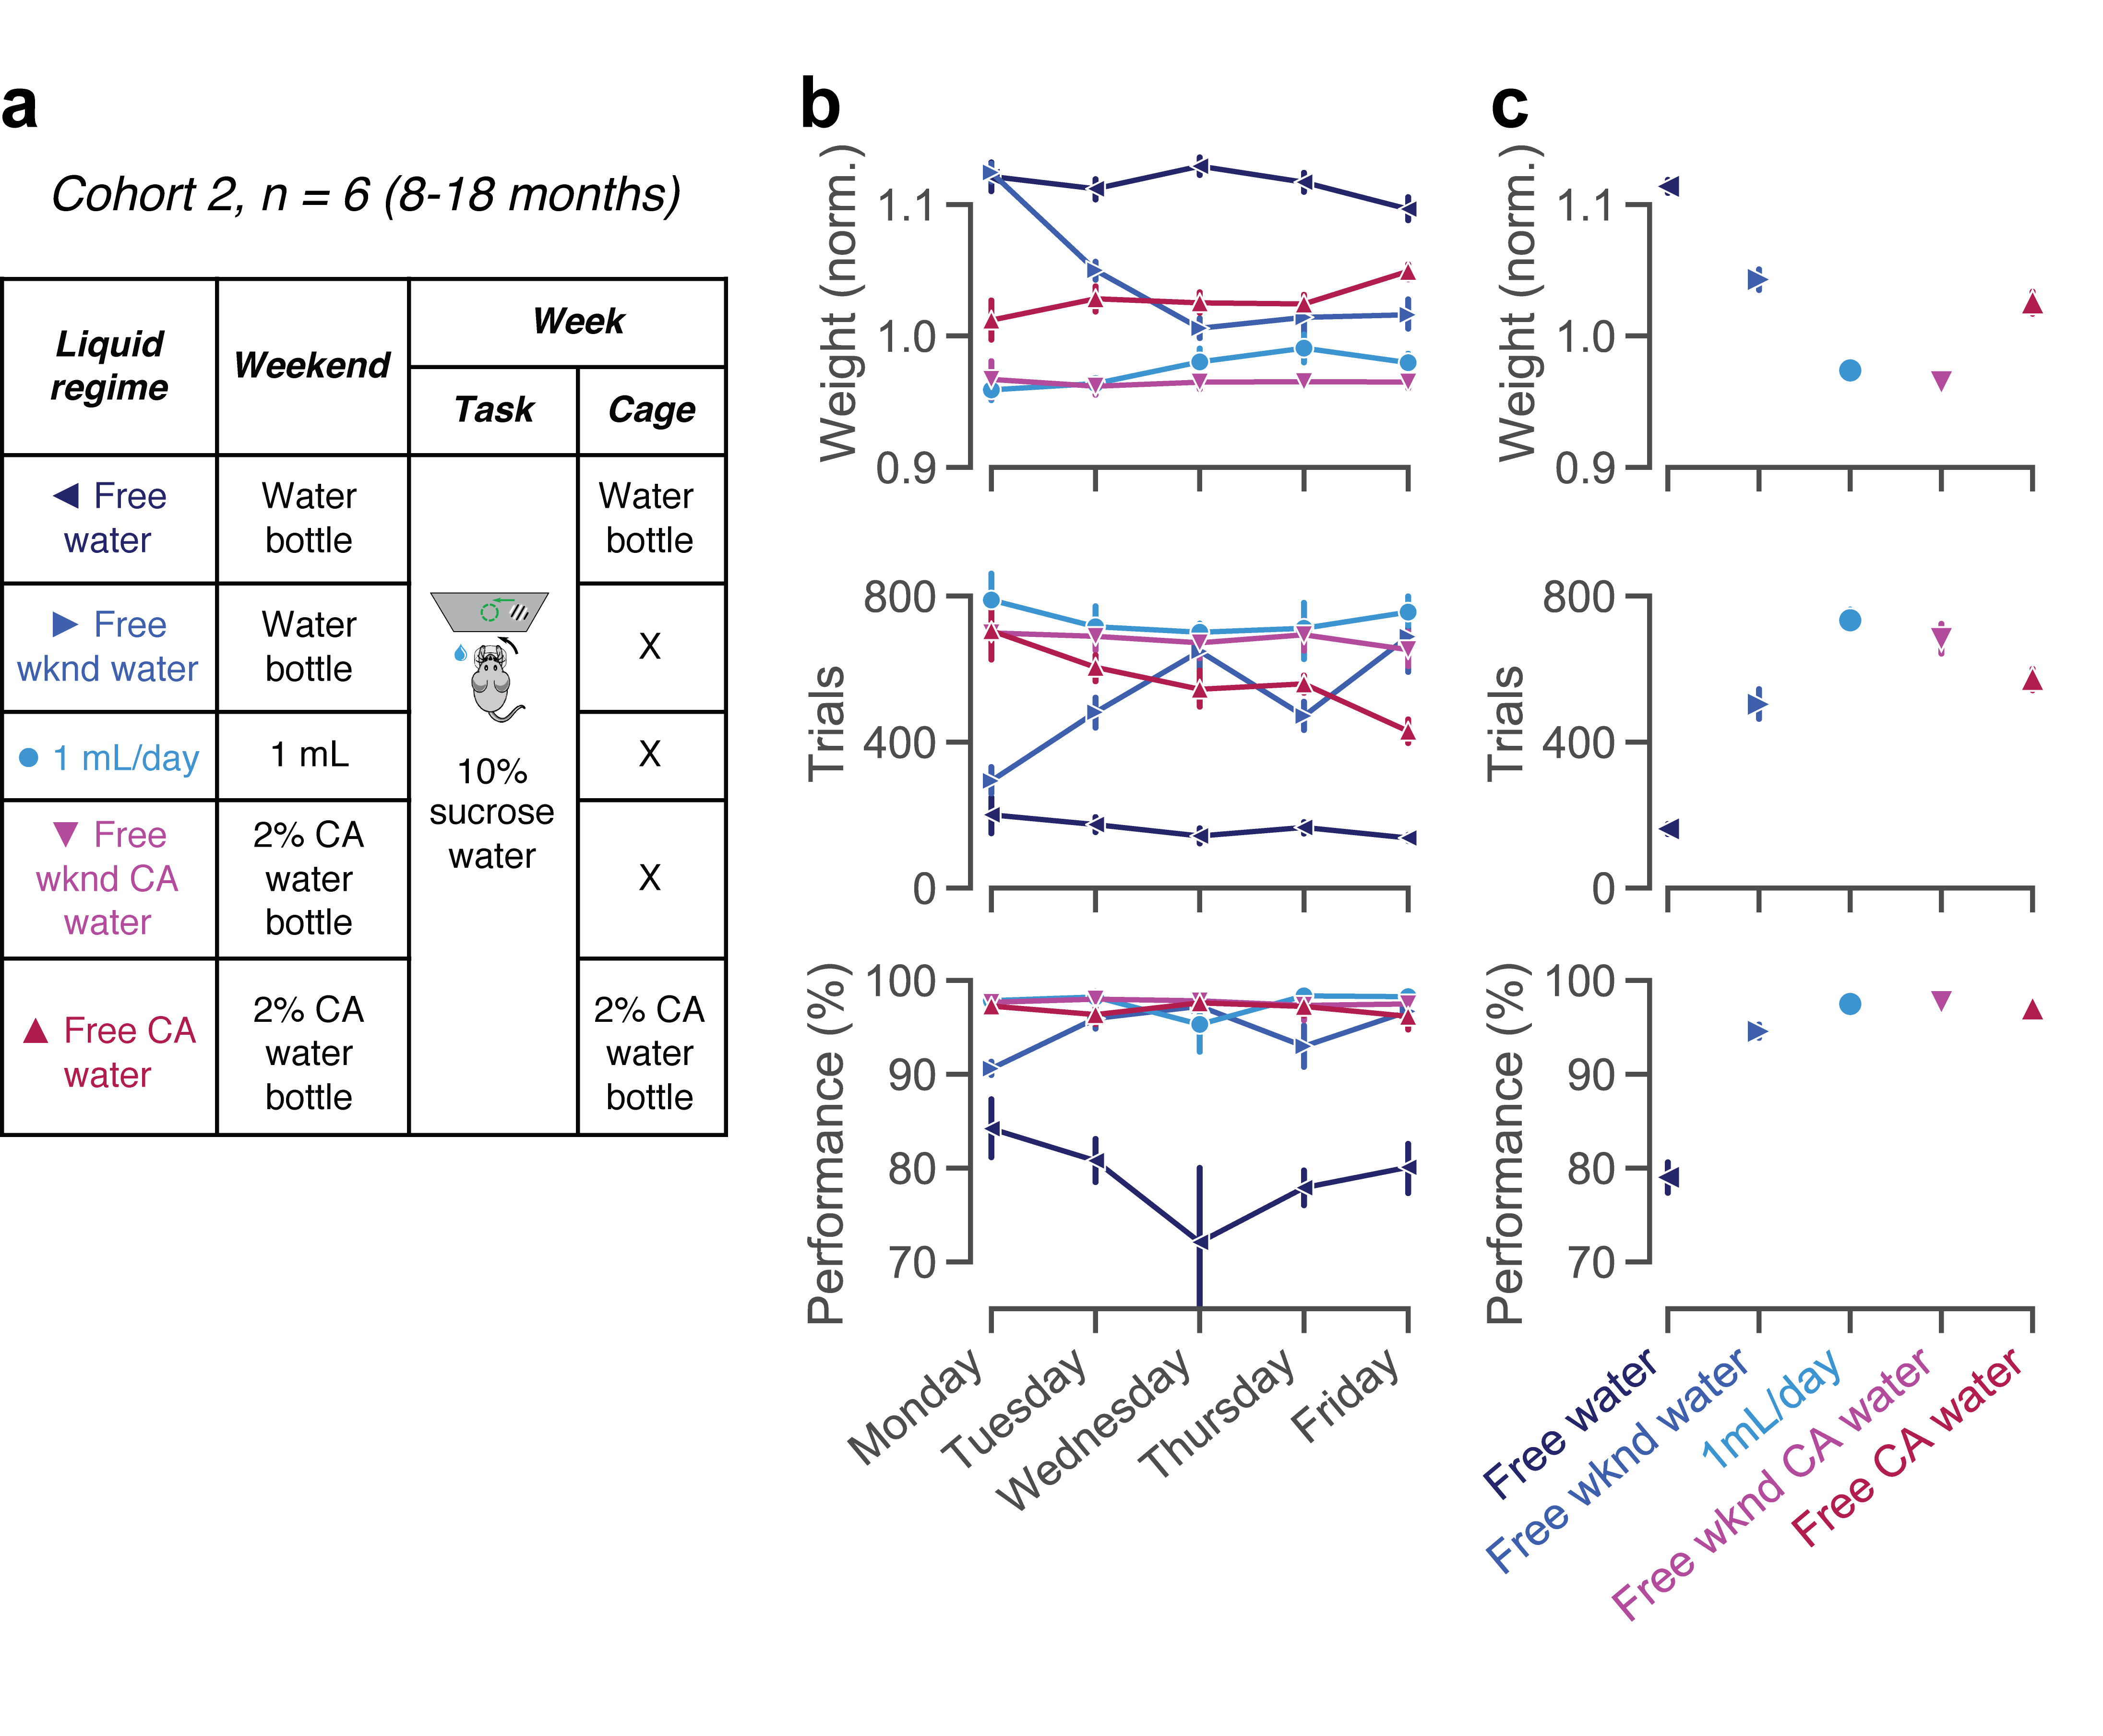 a
Cohort 2, n = 6 (8-18 months)
Liquid
regime
Weekend
Week
Task
Cage
Free
water
Water
bottle
Water
bottle
Free
wknd water
Water
bottle
X
1 mL/day
1 mL
X
10%
sucrose
water
Free
wknd CA
water
2% CA
water
bottle
X
Free CA
water
2% CA
water
bottle
2% CA
water
bottle
b
Weight (norm.)
1.1
1.0
0.9
Trials
800
400
0
Performance (%)
100
90
80
70
Monday
Tuesday
Wednesday
Thursday
Friday
c
Weight (norm.)
1.1
1.0
0.9
Trials
800
400
0
Performance (%)
100
90
80
70
Free water
Free wknd water
1mL/day
Free wknd CA water
Free CA water